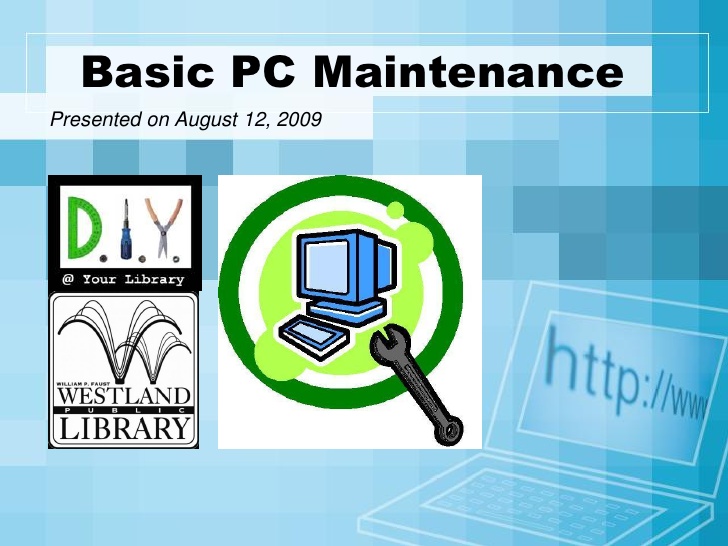 Basic PC Maintenance
Presented on August 12, 2009
D.I.Y
@ Your Library
WILLIAM P. FAUST
WESTLAND
PUBLIC
LIBRARY
http://www